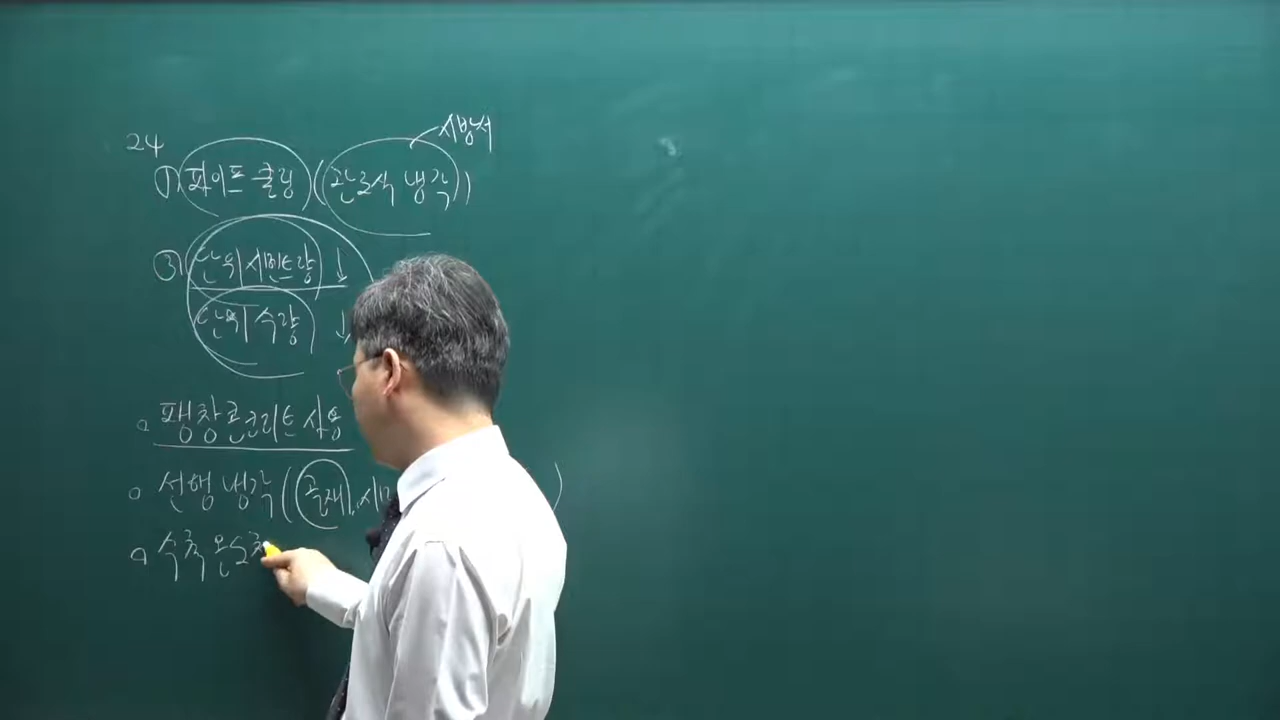 24
시방서
① 파이프 쿨링 (관로식 냉각)
③ 단위시멘트량 ↓
단위수량 ↓
팽창콘크리트 사용
선행 냉각 (골재,
수축